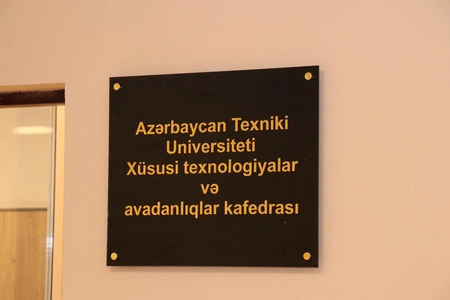 Azərbaycan Texniki
Universiteti
Xüsusi texnologiyalar
və
avadanlıqlar kafedrası